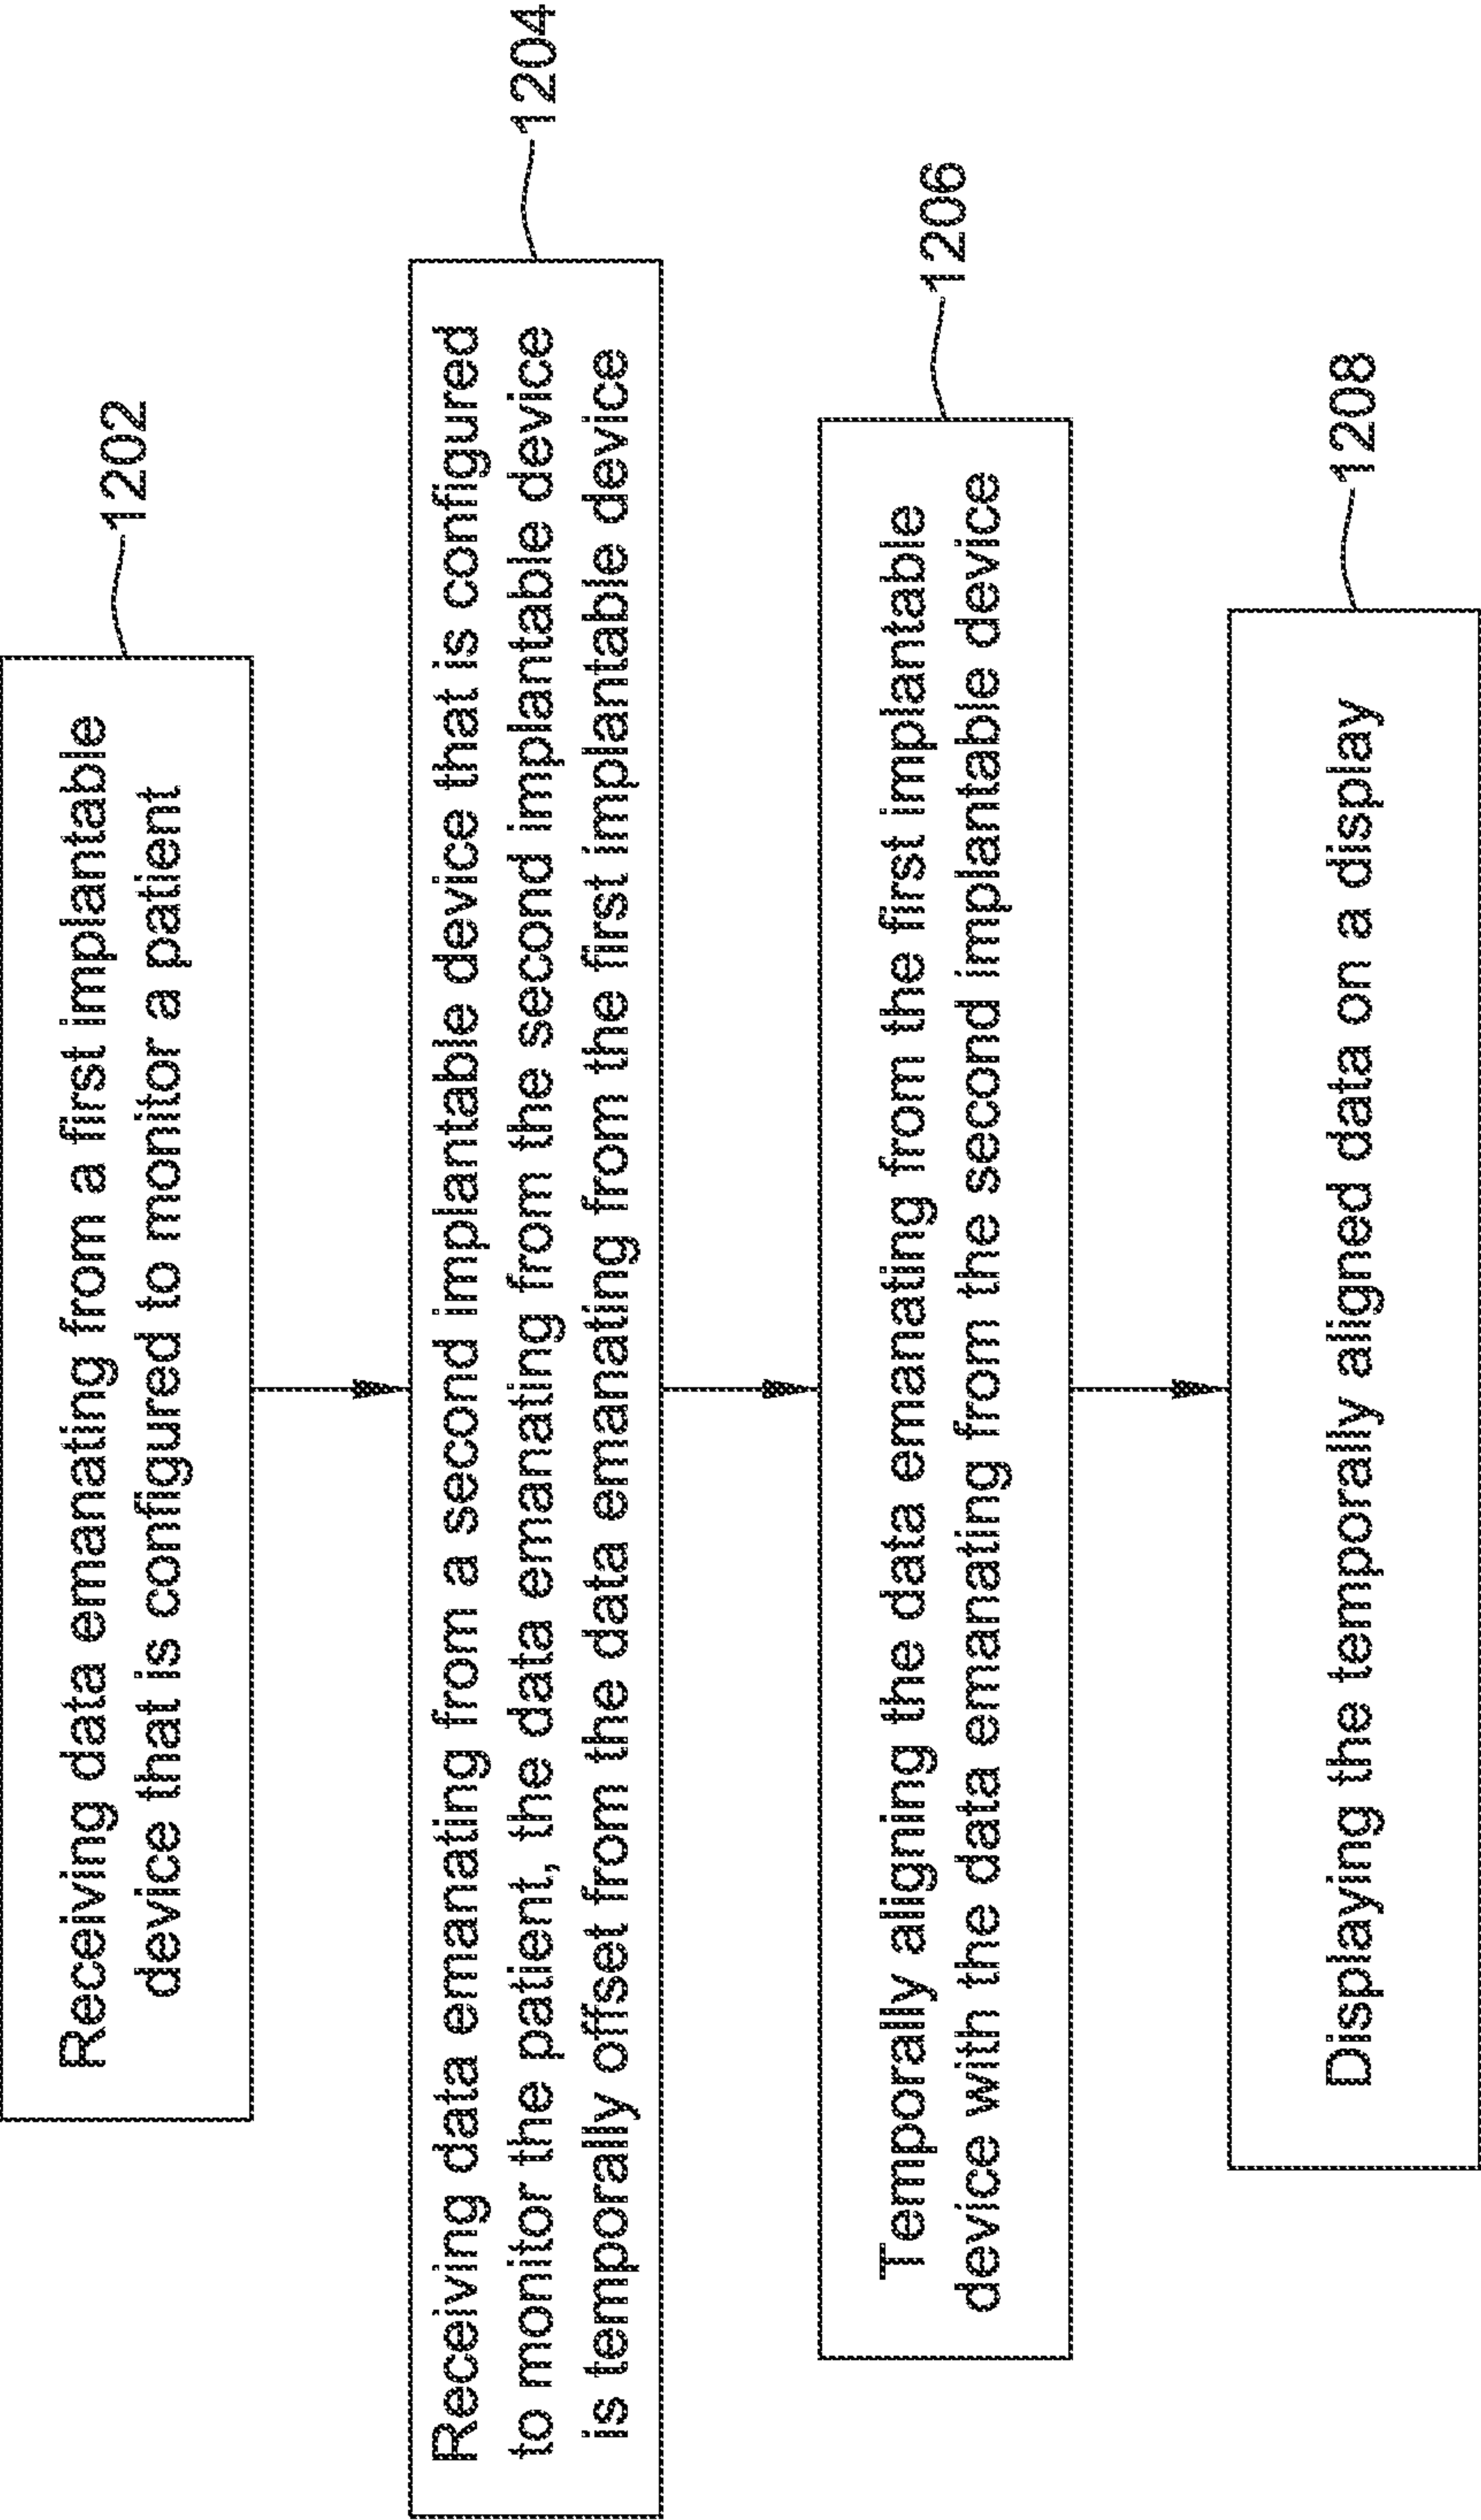 Receiving data emanating from a first implantable
device that is configured to monitor a patient
1202
Receiving data emanating from a second implantable device that is configured
to monitor the patient, the data emanating from the second implantable device
is temporally offset from the data emanating from the first implantable device
1204
Temporally aligning the data emanating from the first implantable
device with the data emanating from the second implantable device
1206
Displaying the temporally aligned data on a display
1208